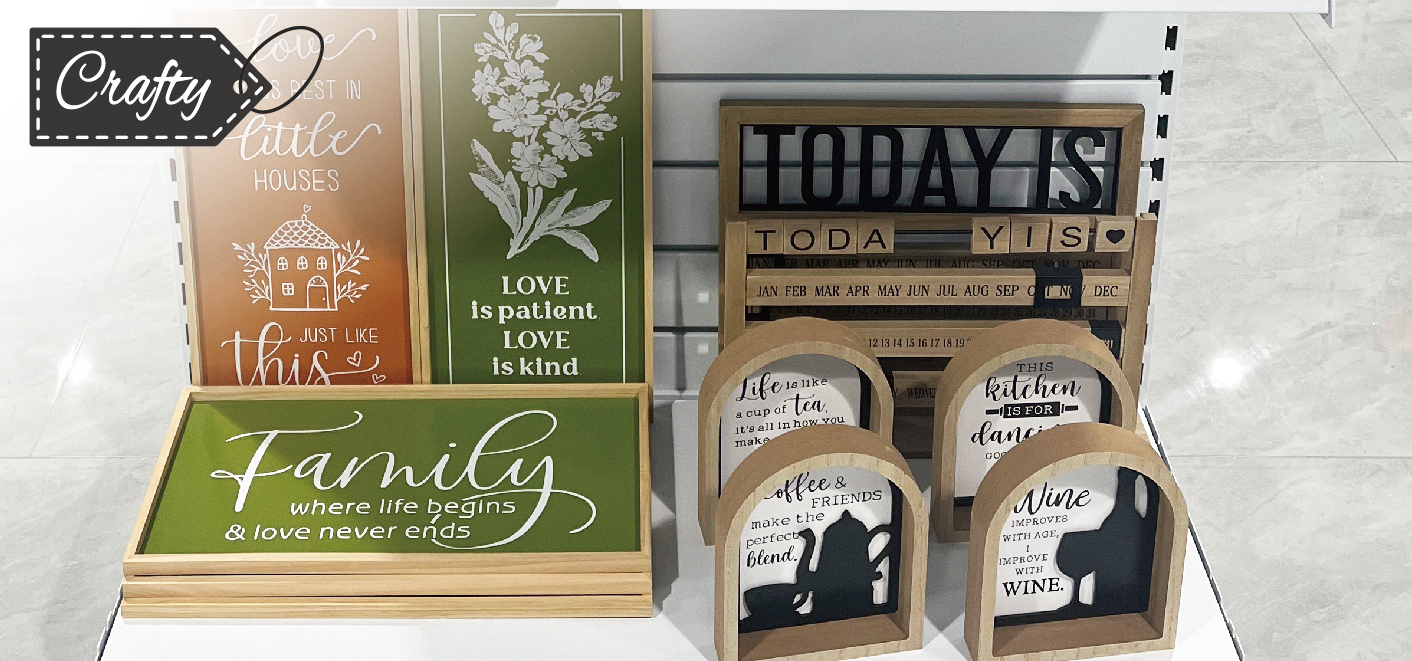 Crafty
love
IS BEST IN
little
HOUSES
JUST LIKE
this
LOVE
is patient
LOVE
is kind
Family
where life begins
& love never ends
TODAY IS
TODA YIS
JAN FEB MAR APR MAY JUN JUL AUG SEP OCT NOV DEC
JAN FEB MAR APR MAY JUN JUL AUG SEP OCT NOV DEC
12 13 14 15 16 17 18 19
Life is like
a cup of tea,
it's all in how you
make
THIS
kitchen
IS FOR
dancing
Coffee &
FRIENDS
make the
perfect
blend.
Wine
IMPROVES
WITH AGE,
I
IMPROVE
WITH
WINE.